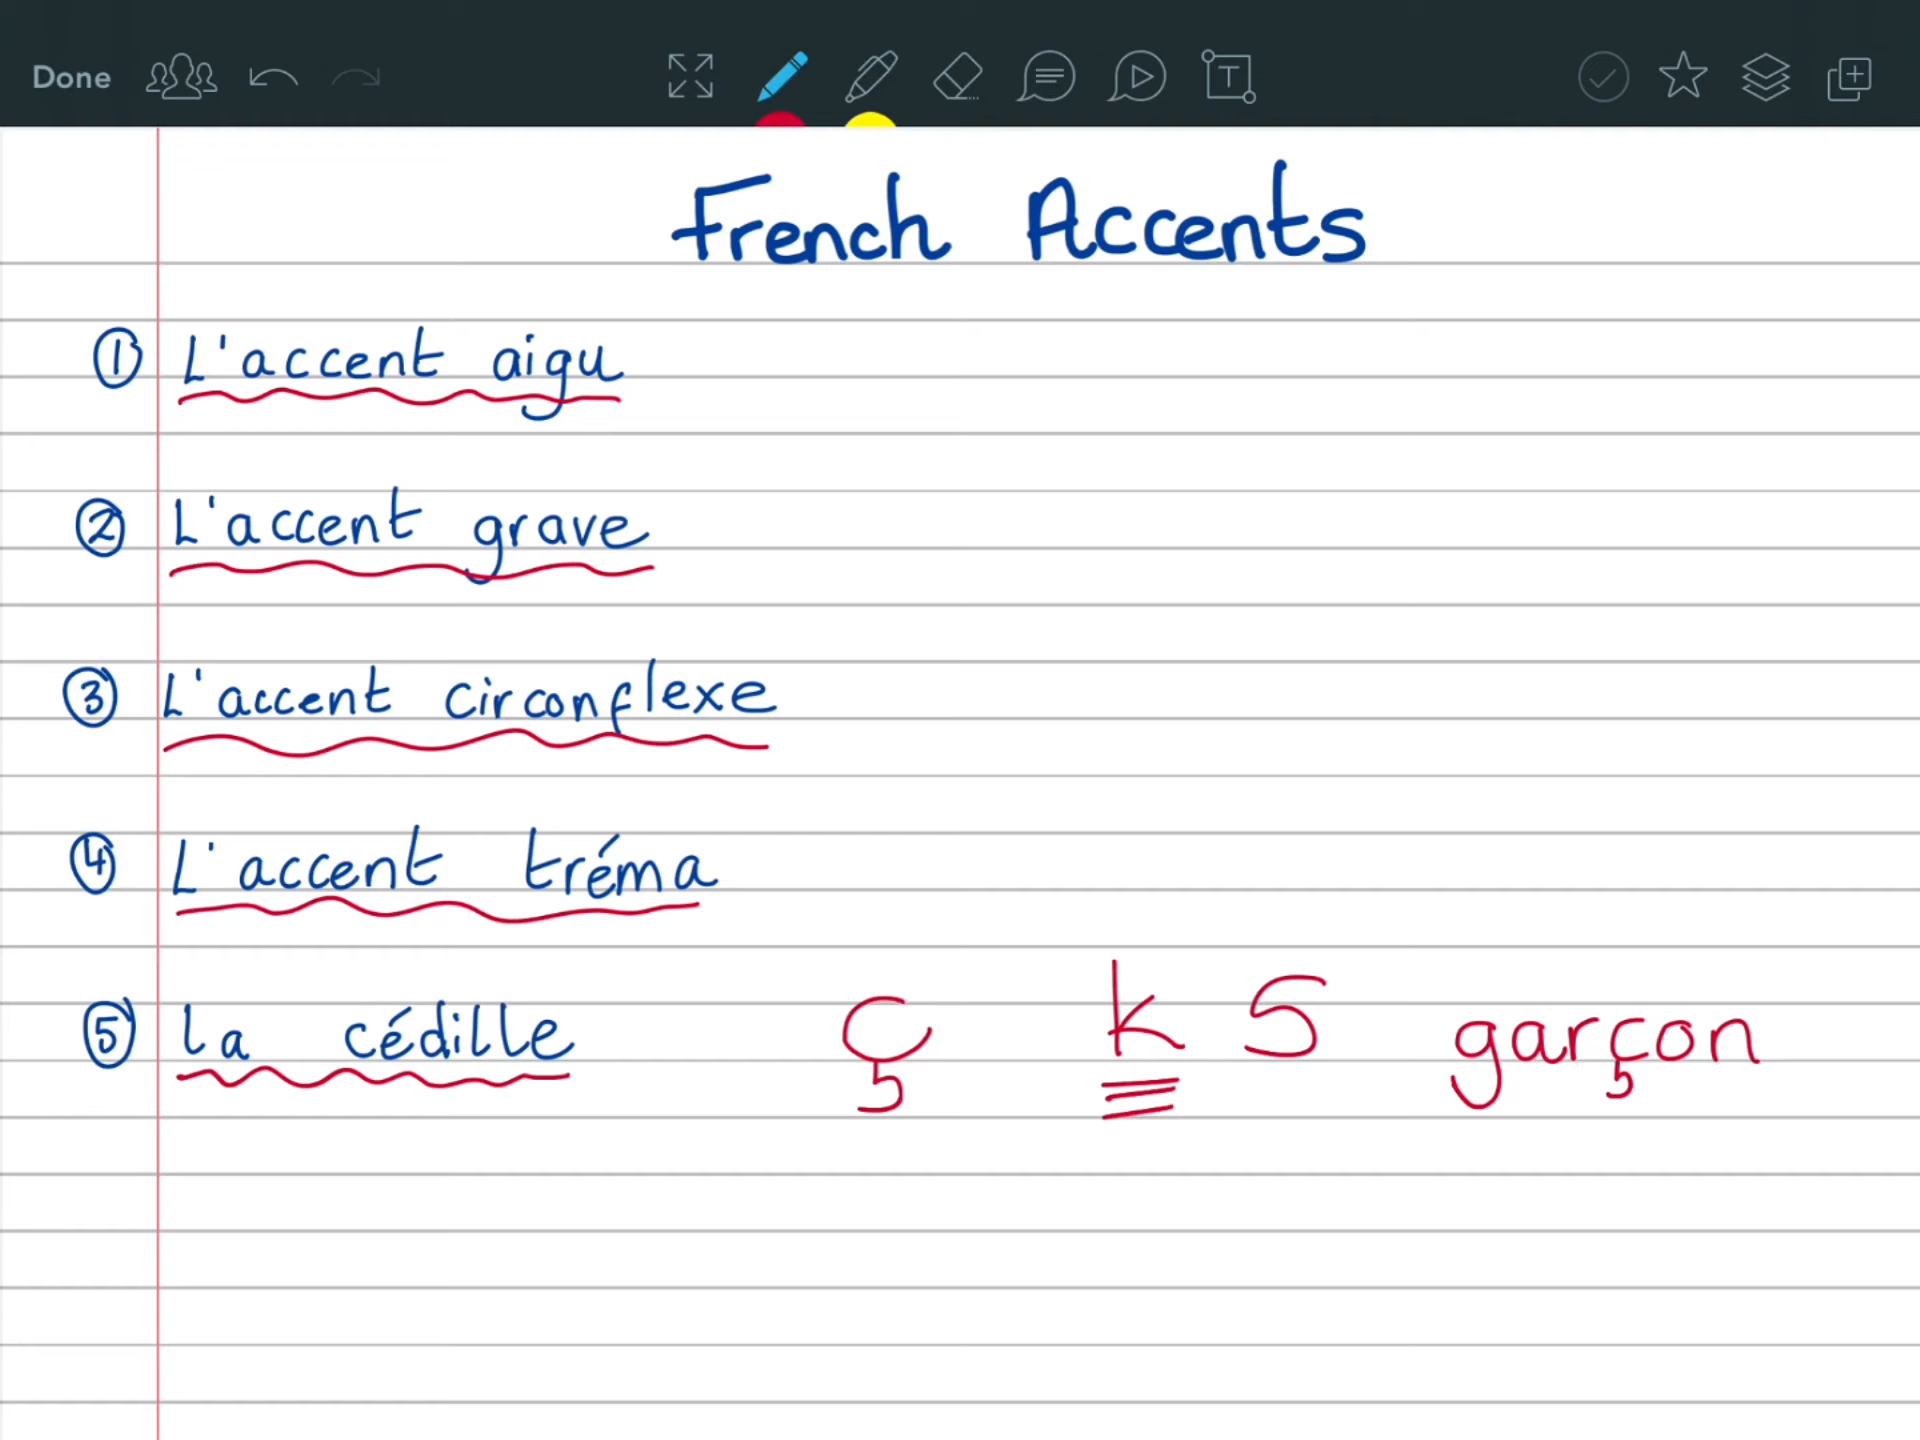 Done
French Accents
① L'accent aigu
② L'accent grave
③ L'accent circonflexe
④ L'accent tréma
⑤ la cédille ç k S garçon